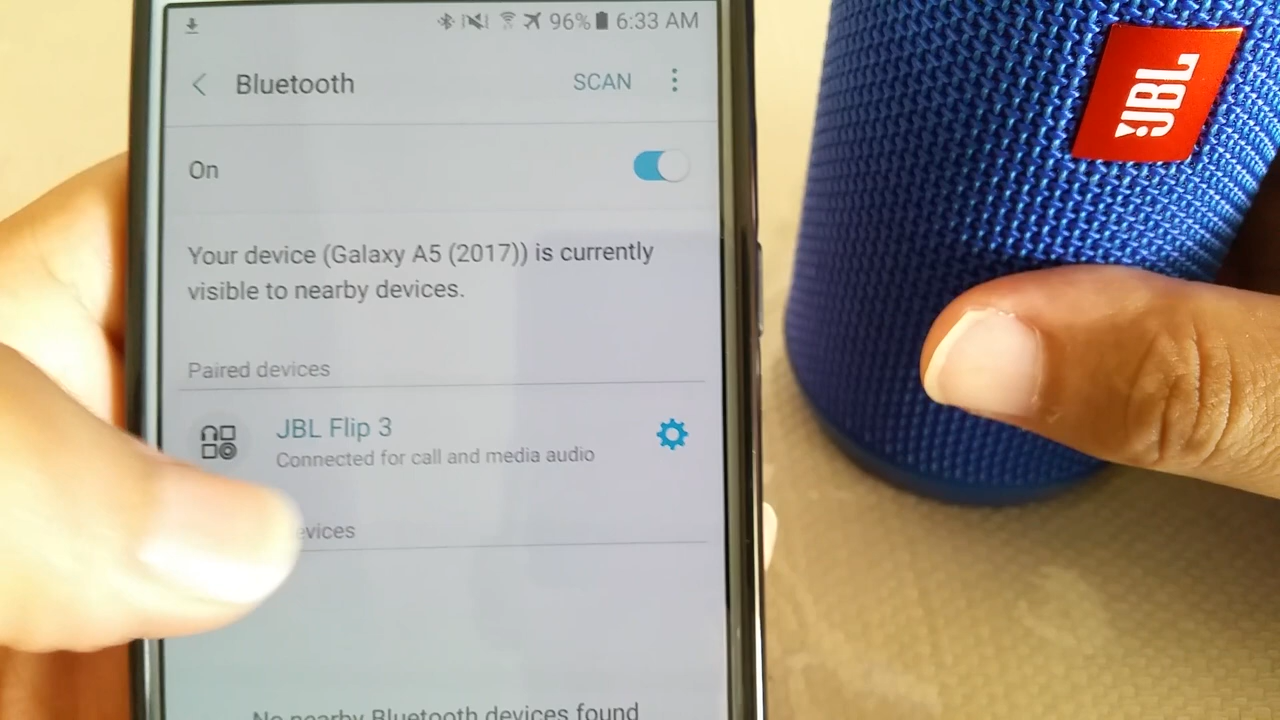 96% 6:33 AM
Bluetooth SCAN
On
Your device (Galaxy A5 (2017)) is currently
visible to nearby devices.
Paired devices
JBL Flip 3
Connected for call and media audio
evices
No nearby Bluetooth devices found
JBL